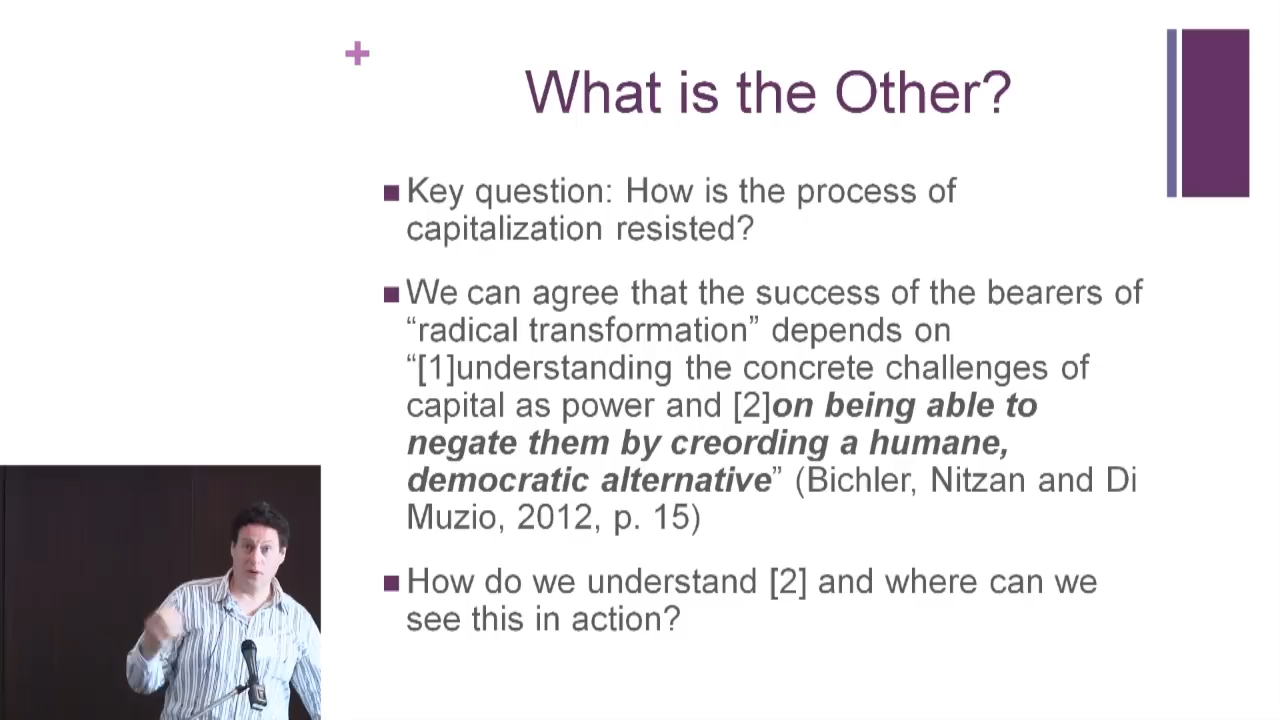 +
What is the Other?
Key question: How is the process of
capitalization resisted?
We can agree that the success of the bearers of
“radical transformation” depends on
“[1]understanding the concrete challenges of
capital as power and [2]on being able to
negate them by creording a humane,
democratic alternative” (Bichler, Nitzan and Di
Muzio, 2012, p. 15)
How do we understand [2] and where can we
see this in action?